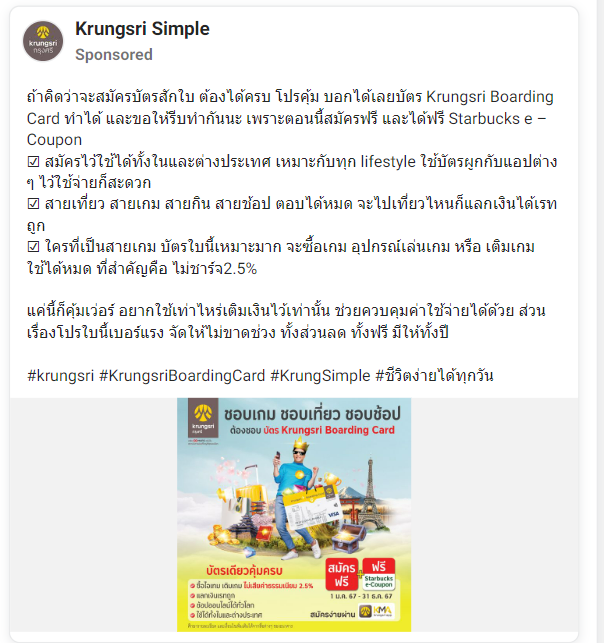 Krungsri Simple
Sponsored
krungsri
กรุงศรี
ถ้าคิดว่าจะสมัครบัตรสักใบ ต้องได้ครบ โปรคุ้ม บอกได้เลยบัตร Krungsri Boarding
Card ทำได้ และขอให้รีบทำกันนะ เพราะตอนนี้สมัครฟรี และได้ฟรี Starbucks e –
Coupon
☑ สมัครไว้ใช้ได้ทั้งในและต่างประเทศ เหมาะกับทุก lifestyle ใช้บัตรผูกกับแอปต่าง
ๆ ไว้ใช้จ่ายก็สะดวก
☑ สายเที่ยว สายเกม สายกิน สายช้อป ตอบได้หมด จะไปเที่ยวไหนก็แลกเงินได้เรท
ถูก
☑ ใครที่เป็นสายเกม บัตรใบนี้เหมาะมาก จะซื้อเกม อุปกรณ์เล่นเกม หรือ เติมเกม
ใช้ได้หมด ที่สำคัญคือ ไม่ชาร์จ2.5%
แค่นี้ก็คุ้มเว่อร์ อยากใช้เท่าไหร่เติมเงินไว้เท่านั้น ช่วยควบคุมค่าใช้จ่ายได้ด้วย ส่วน
เรื่องโปรใบนี้เบอร์แรง จัดให้ไม่ขาดช่วง ทั้งส่วนลด ทั้งฟรี มีให้ทั้งปี
#krungsri #KrungsriBoardingCard #KrungSimple #ชีวิตง่ายได้ทุกวัน
krungsri
กรุงศรี
ชอบเกม ชอบเที่ยว ชอบช้อป
ต้องชอบ บัตร Krungsri Boarding Card
VISA
บัตรเดียวคุ้มครบ
ซื้อไอเทม เติมเกม ไม่เสียค่าธรรมเนียม 2.5%
แลกเงินเรทถูก
ช้อปออนไลน์ได้ทั่วโลก
ใช้ได้ทั้งในและต่างประเทศ
สมัครฟรี
+
ฟรี
Starbucks
e-Coupon
1 ม.ค. 67 - 31 ธ.ค. 67
สมัครง่ายผ่าน
KMA